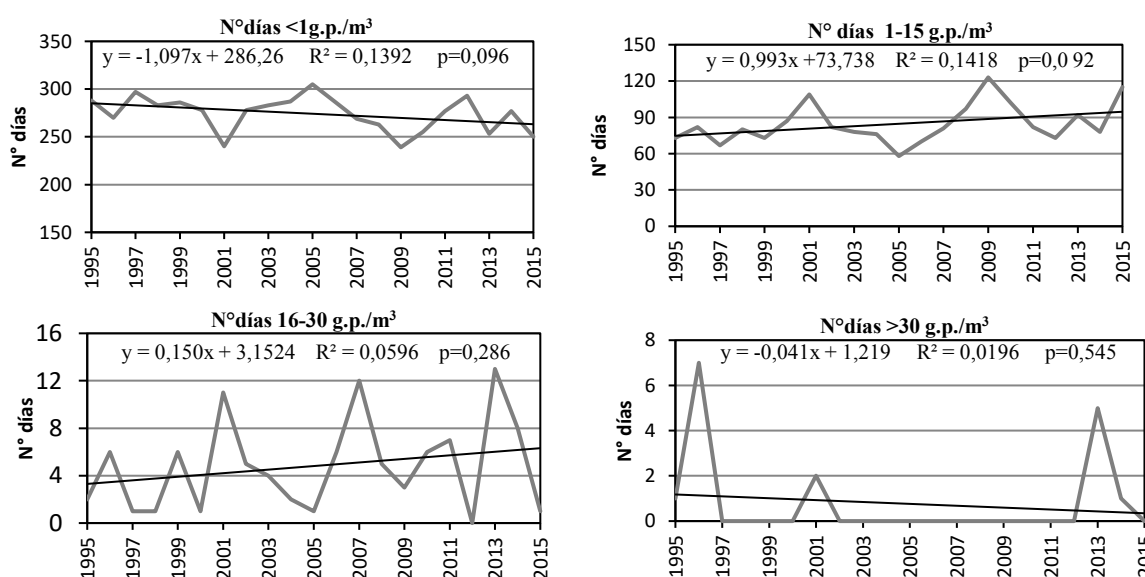 N°días <1g.p./m³
y = -1,097x + 286,26 R² = 0,1392 p=0,096
N° días
350
300
250
200
150
1995 1997 1999 2001 2003 2005 2007 2009 2011 2013 2015
N° días 1-15 g.p./m³
y = 0,993x +73,738 R² = 0,1418 p=0,0 92
N° días
150
120
90
60
30
0
1995 1997 1999 2001 2003 2005 2007 2009 2011 2013 2015
N°días 16-30 g.p./m³
y = 0,150x + 3,1524 R² = 0,0596 p=0,286
N° días
16
12
8
4
0
1995 1997 1999 2001 2003 2005 2007 2009 2011 2013 2015
N°días >30 g.p./m³
y = -0,041x + 1,219 R² = 0,0196 p=0,545
N° días
8
6
4
2
0
1995 1997 1999 2001 2003 2005 2007 2009 2011 2013 2015